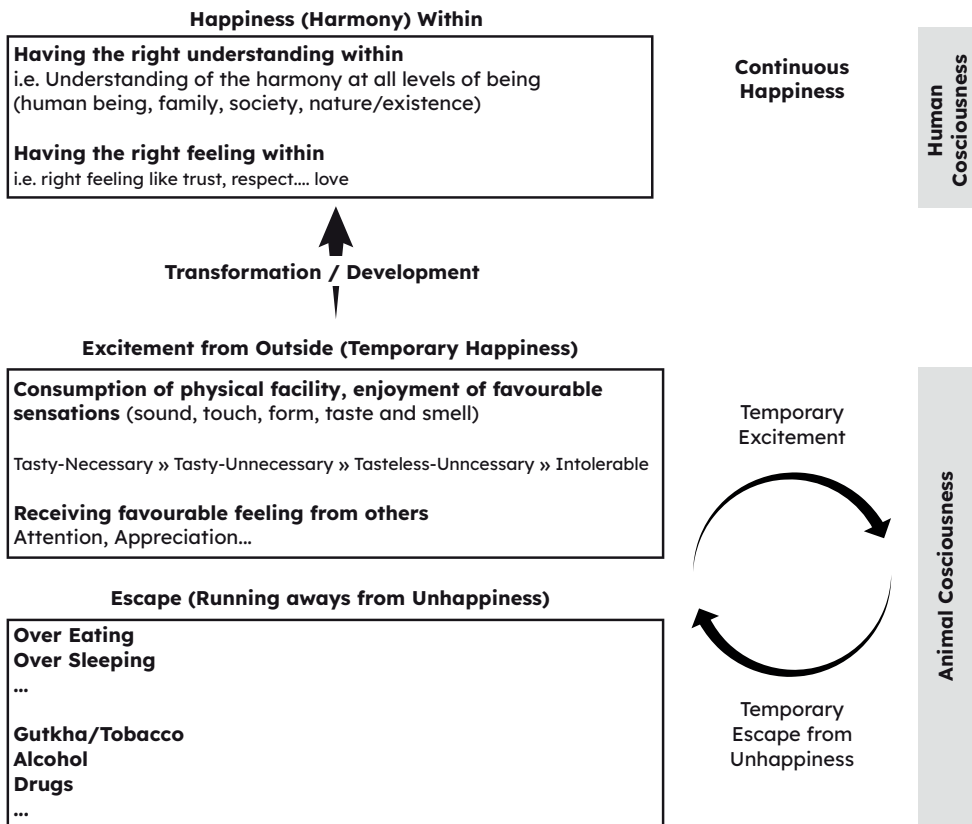 Happiness (Harmony) Within
Having the right understanding within
i.e. Understanding of the harmony at all levels of being
(human being, family, society, nature/existence)
Having the right feeling within
i.e. right feeling like trust, respect.... love
Continuous
Happiness
Human
Cosciousness
Transformation / Development
Excitement from Outside (Temporary Happiness)
Consumption of physical facility, enjoyment of favourable
sensations (sound, touch, form, taste and smell)
Tasty-Necessary » Tasty-Unnecessary » Tasteless-Unncessary » Intolerable
Receiving favourable feeling from others
Attention, Appreciation...
Temporary
Excitement
Animal Cosciousness
Escape (Running aways from Unhappiness)
Over Eating
Over Sleeping
...
Gutkha/Tobacco
Alcohol
Drugs
...
Temporary
Escape from
Unhappiness